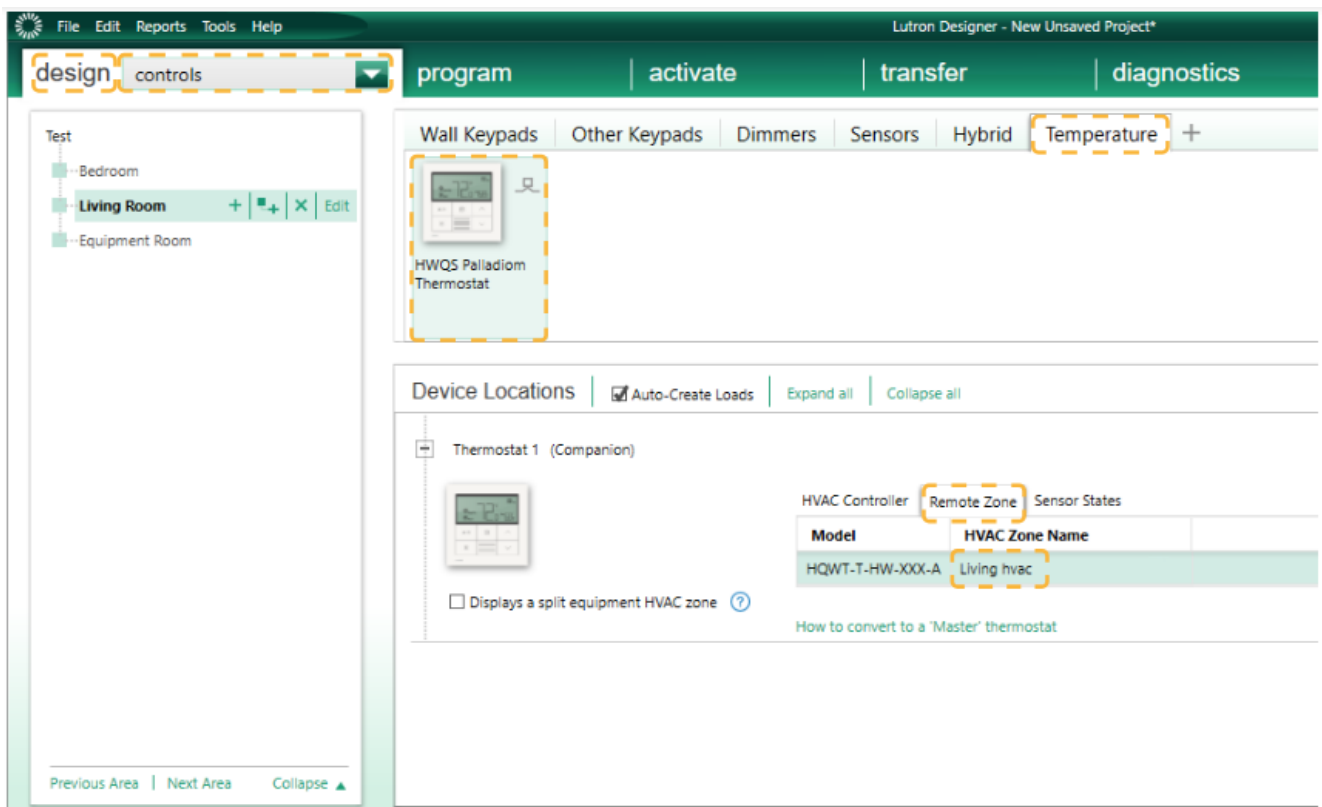 File Edit Reports Tools Help
Lutron Designer - New Unsaved Project*
design controls program activate transfer diagnostics
Test
Bedroom
Living Room + + × Edit
Equipment Room
Previous Area | Next Area Collapse ▲
Wall Keypads Other Keypads Dimmers Sensors Hybrid Temperature +
HWQS Palladiom
Thermostat
Device Locations Auto-Create Loads Expand all Collapse all
Thermostat 1 (Companion)
HVAC Controller Remote Zone Sensor States
Model HVAC Zone Name
HQWT-T-HW-XXX-A Living hvac
Displays a split equipment HVAC zone ?
How to convert to a 'Master' thermostat